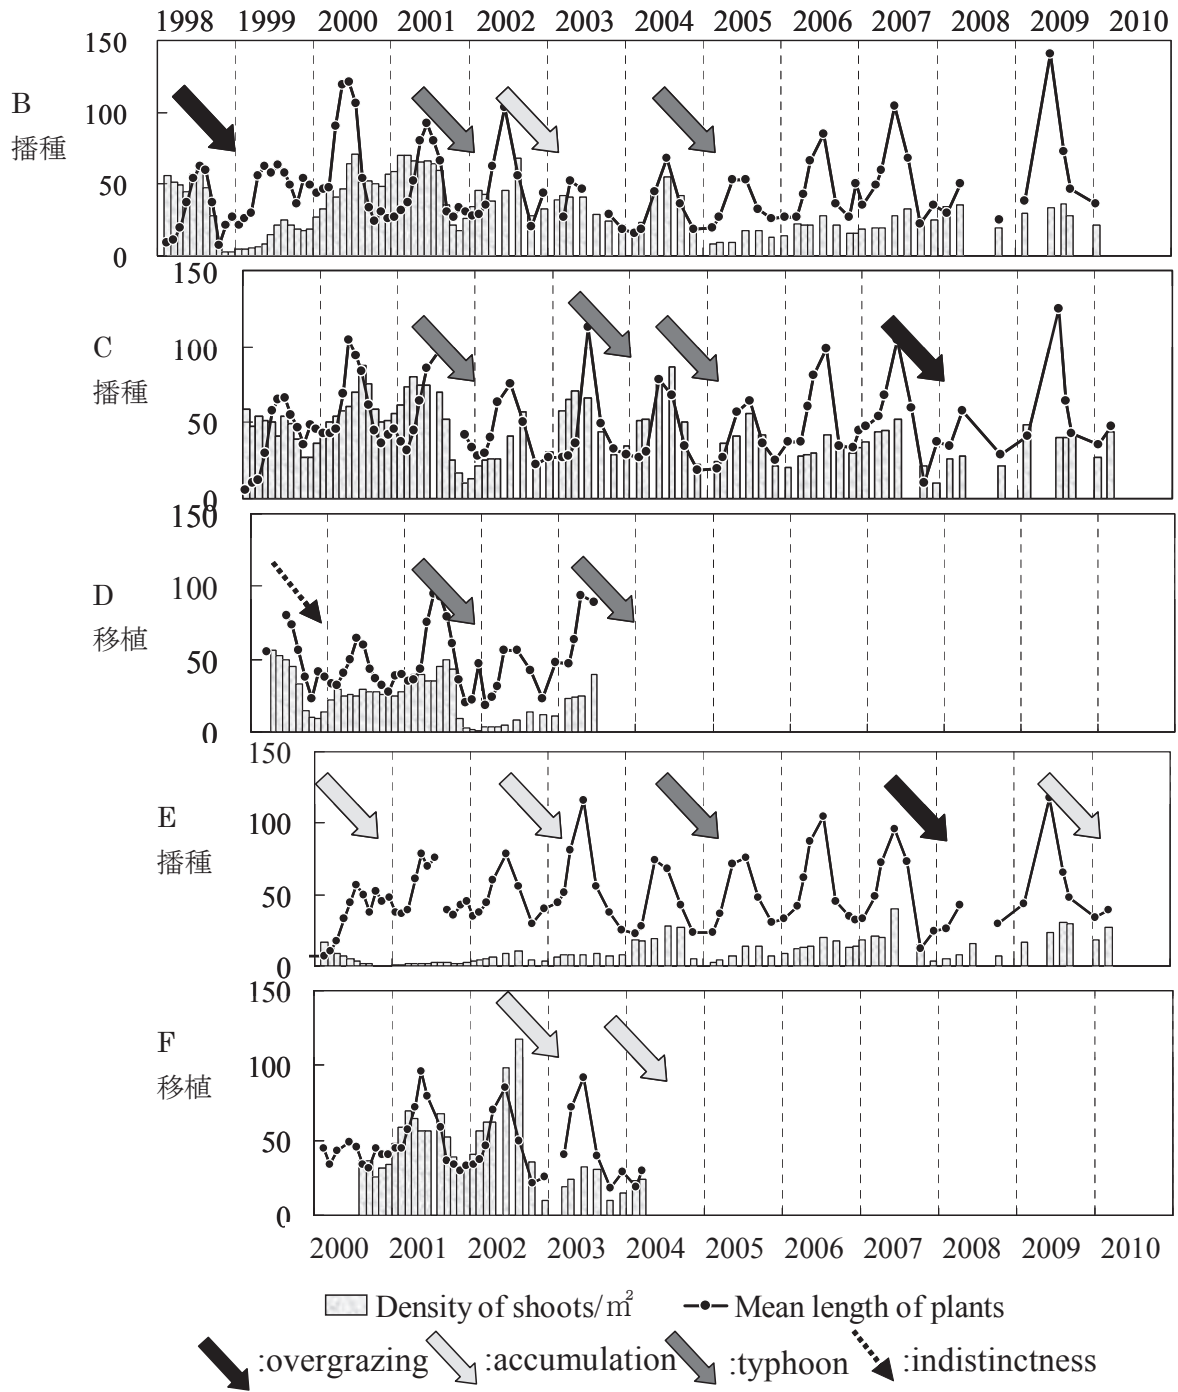 1998 1999 2000 2001 2002 2003 2004 2005 2006 2007 2008 2009 2010
150
B
播種
100
50
0
150
C
播種
100
50
0
150
D
移植
100
50
0
150
E
播種
100
50
0
150
F
移植
100
50
0
2000 2001 2002 2003 2004 2005 2006 2007 2008 2009 2010
Density of shoots/㎡ Mean length of plants
:overgrazing :accumulation :typhoon :indistinctness